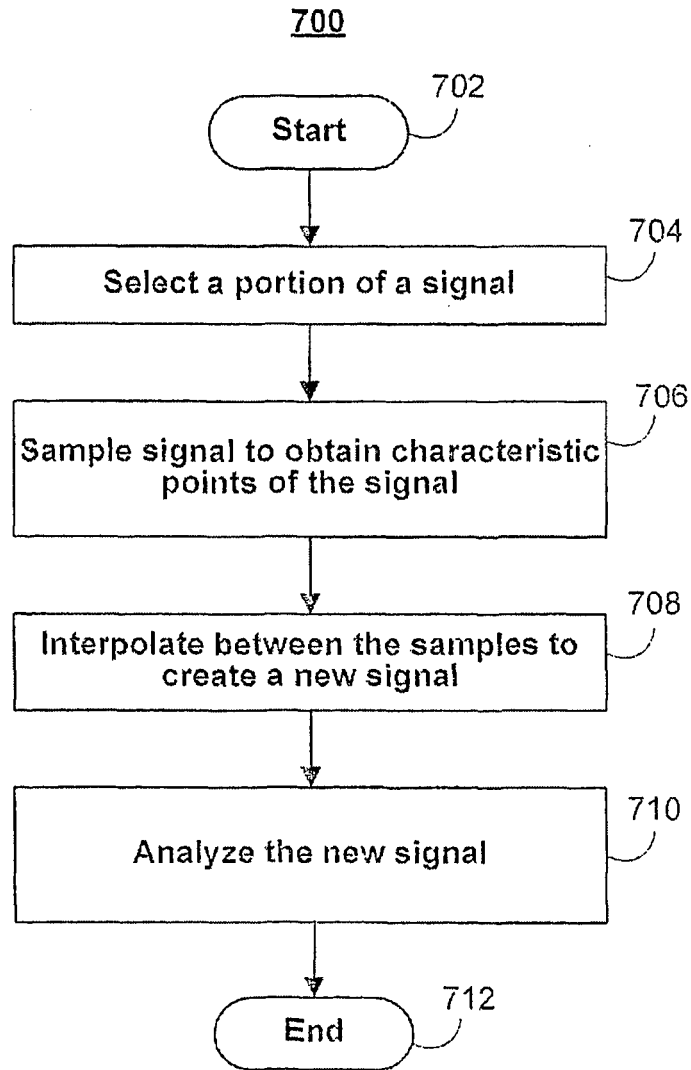 700
702
Start
704
Select a portion of a signal
706
Sample signal to obtain characteristic
points of the signal
708
Interpolate between the samples to
create a new signal
710
Analyze the new signal
712
End